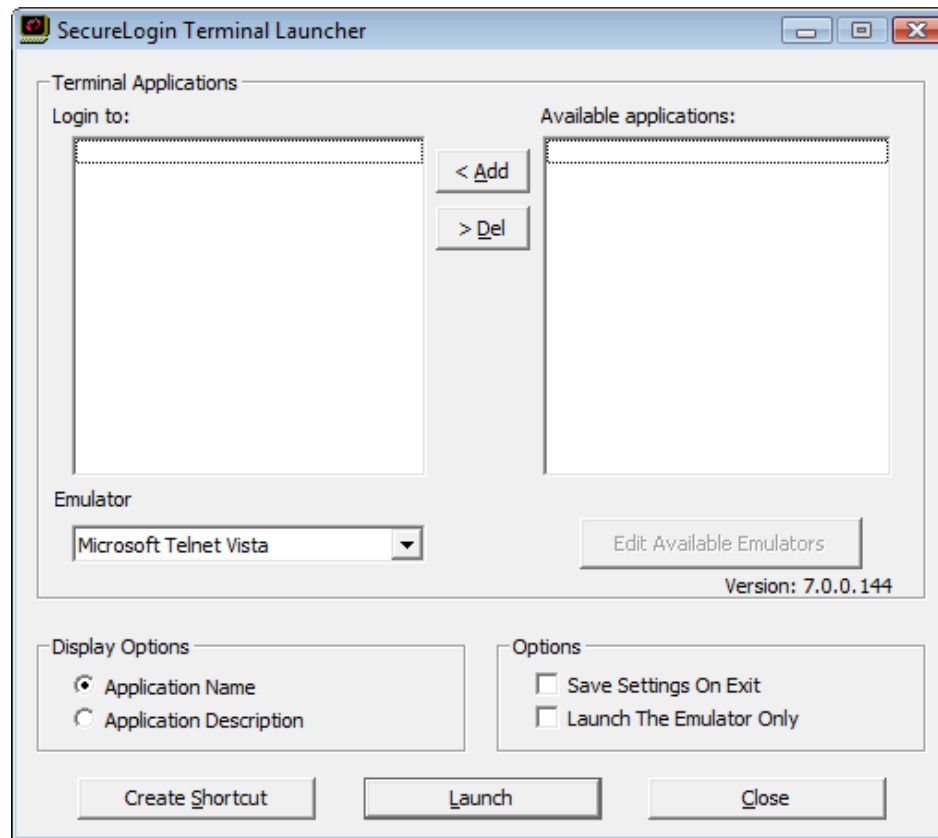 SecureLogin Terminal Launcher
Terminal Applications
Login to:
Available applications:
< Add
> Del
Emulator
Microsoft Telnet Vista
Edit Available Emulators
Version: 7.0.0.144
Display Options
Application Name
Application Description
Options
Save Settings On Exit
Launch The Emulator Only
Create Shortcut
Launch
Close